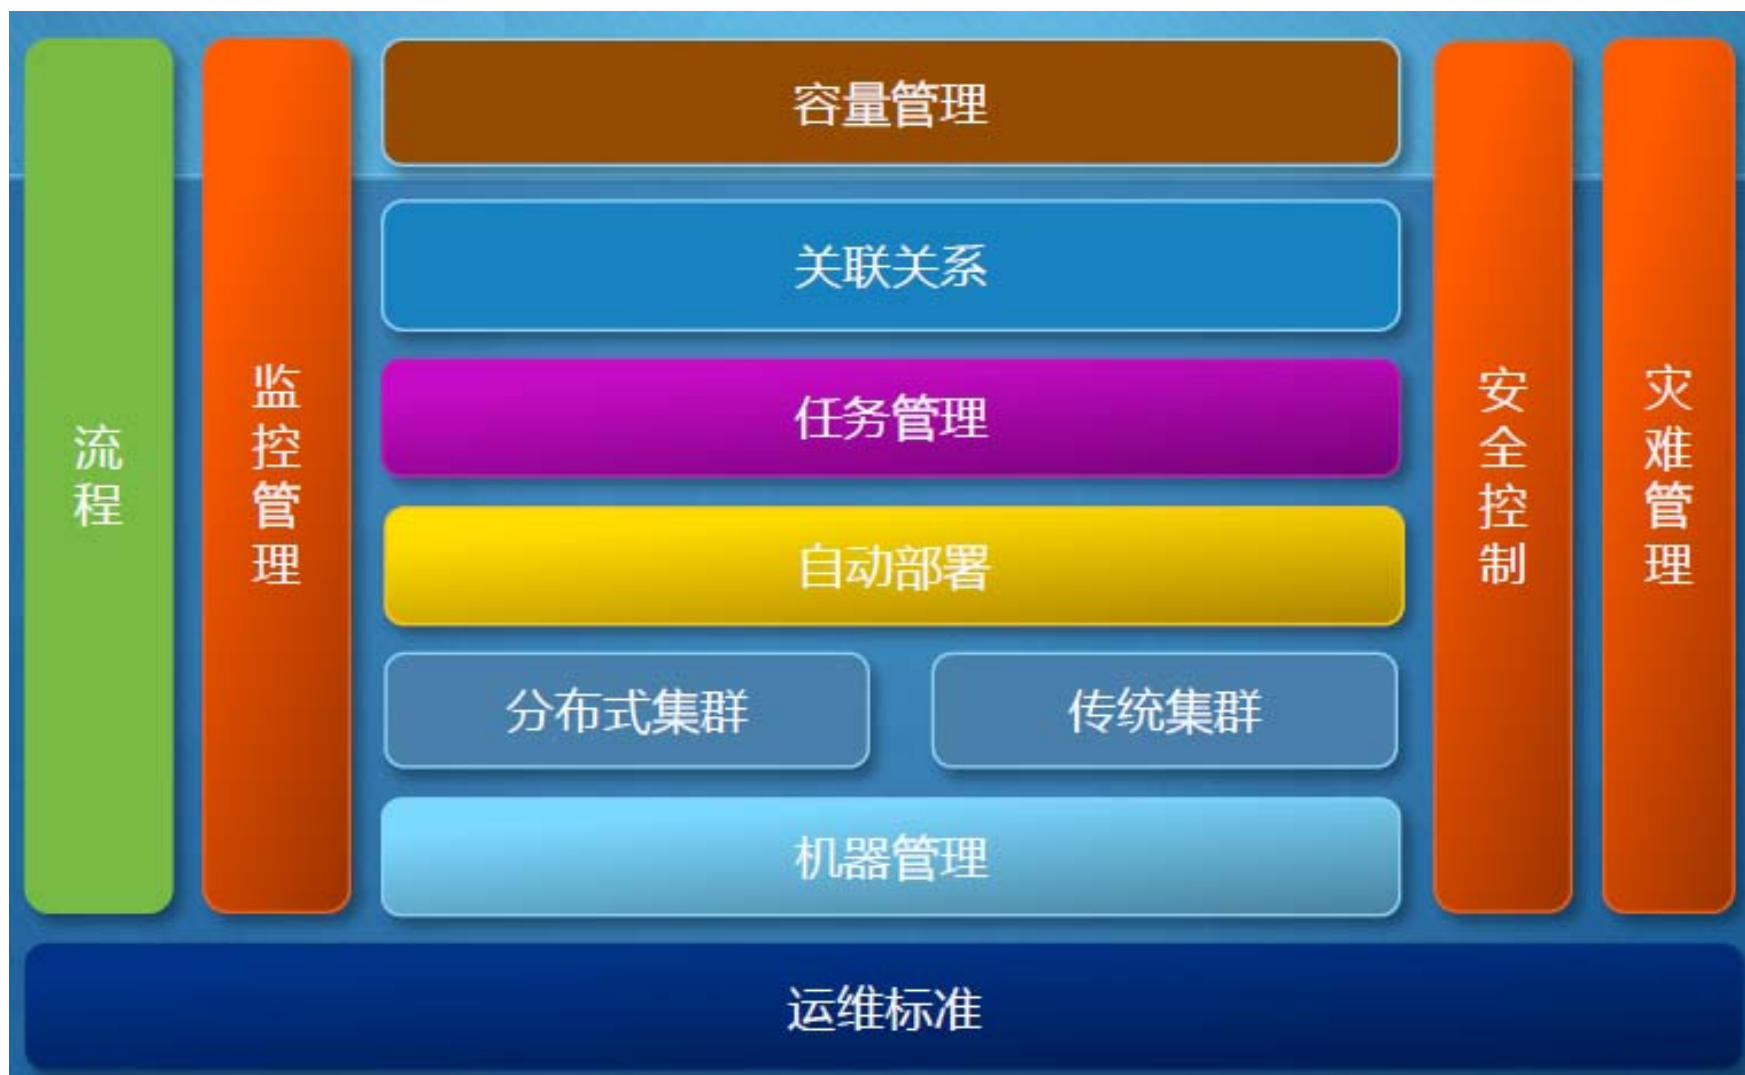 流程
监控管理
容量管理
关联关系
任务管理
自动部署
分布式集群
传统集群
机器管理
安全控制
灾难管理
运维标准